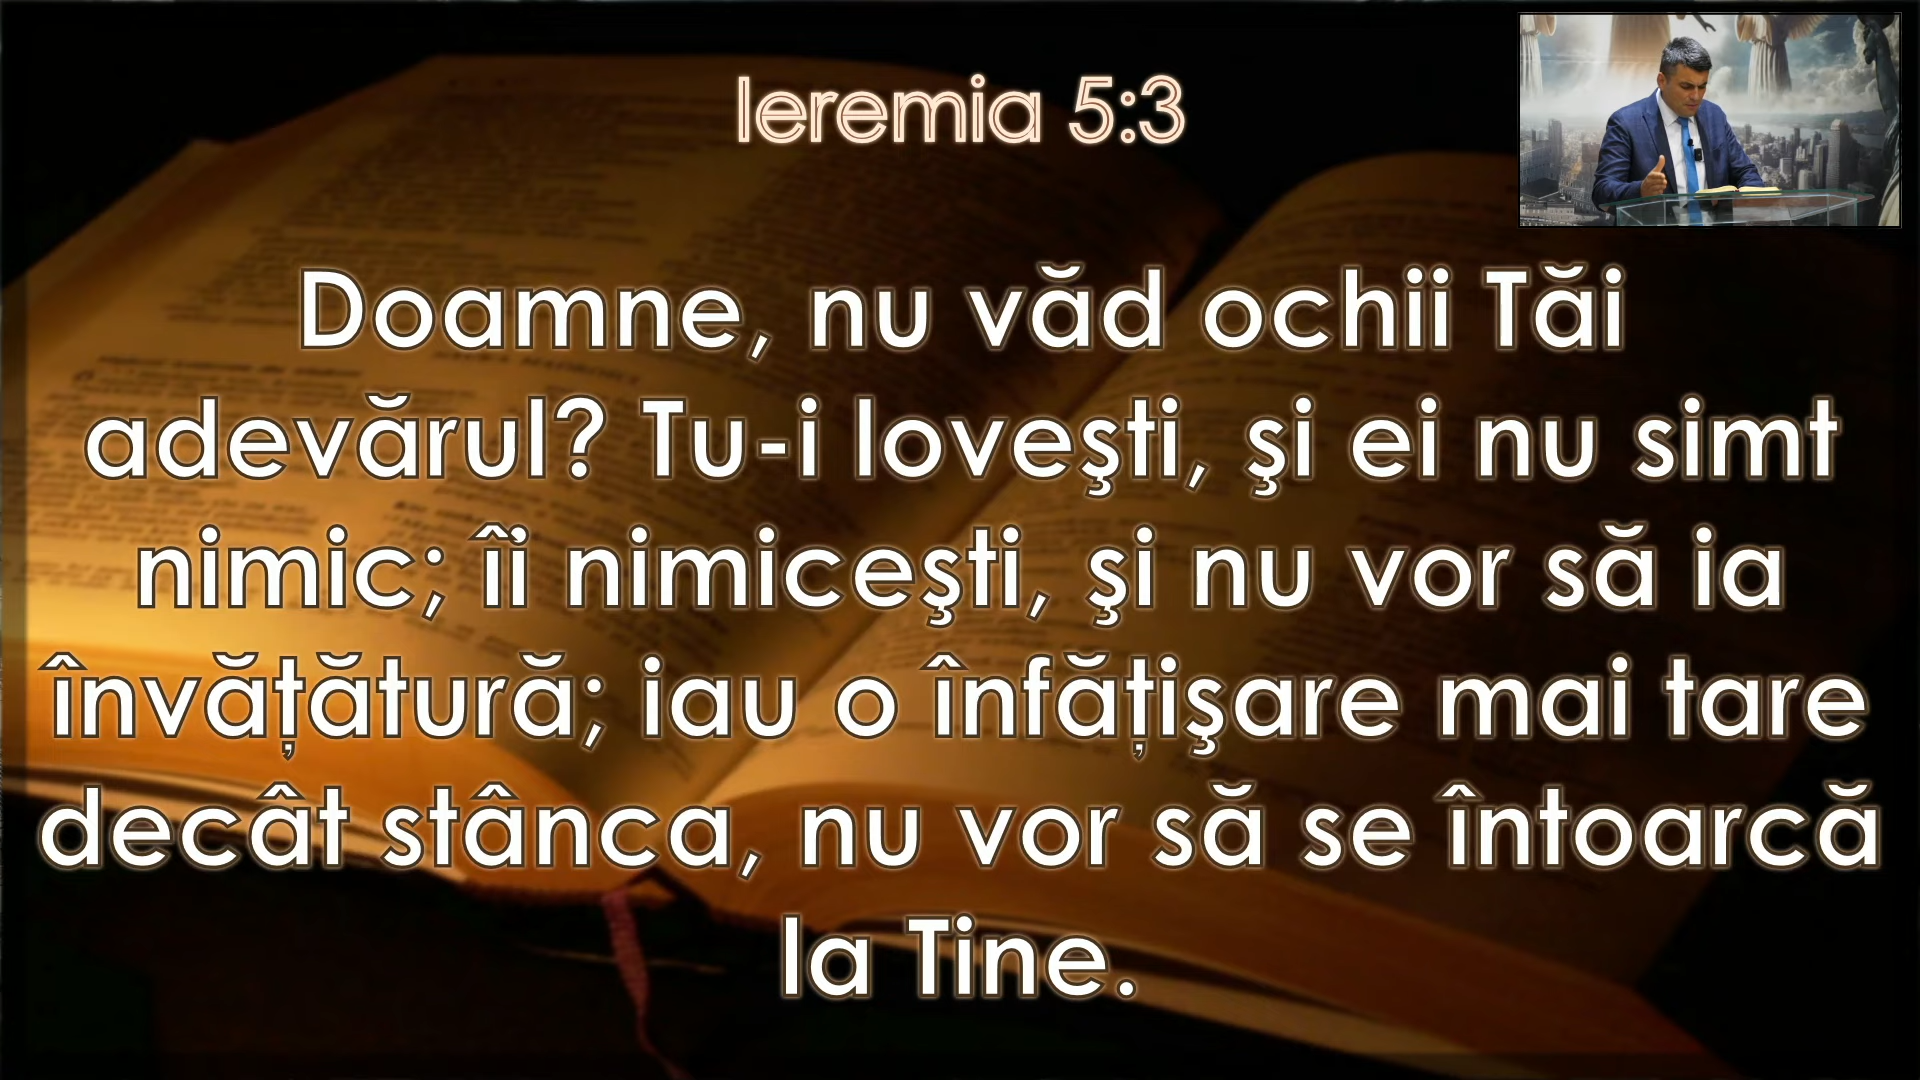 Ieremia 5:3
Doamne, nu văd ochii Tăi
adevărul? Tu-i loveşti, şi ei nu simt
nimic; îi nimiceşti, şi nu vor să ia
învăţătură; iau o înfăţişare mai tare
decât stânca, nu vor să se întoarcă
la Tine.